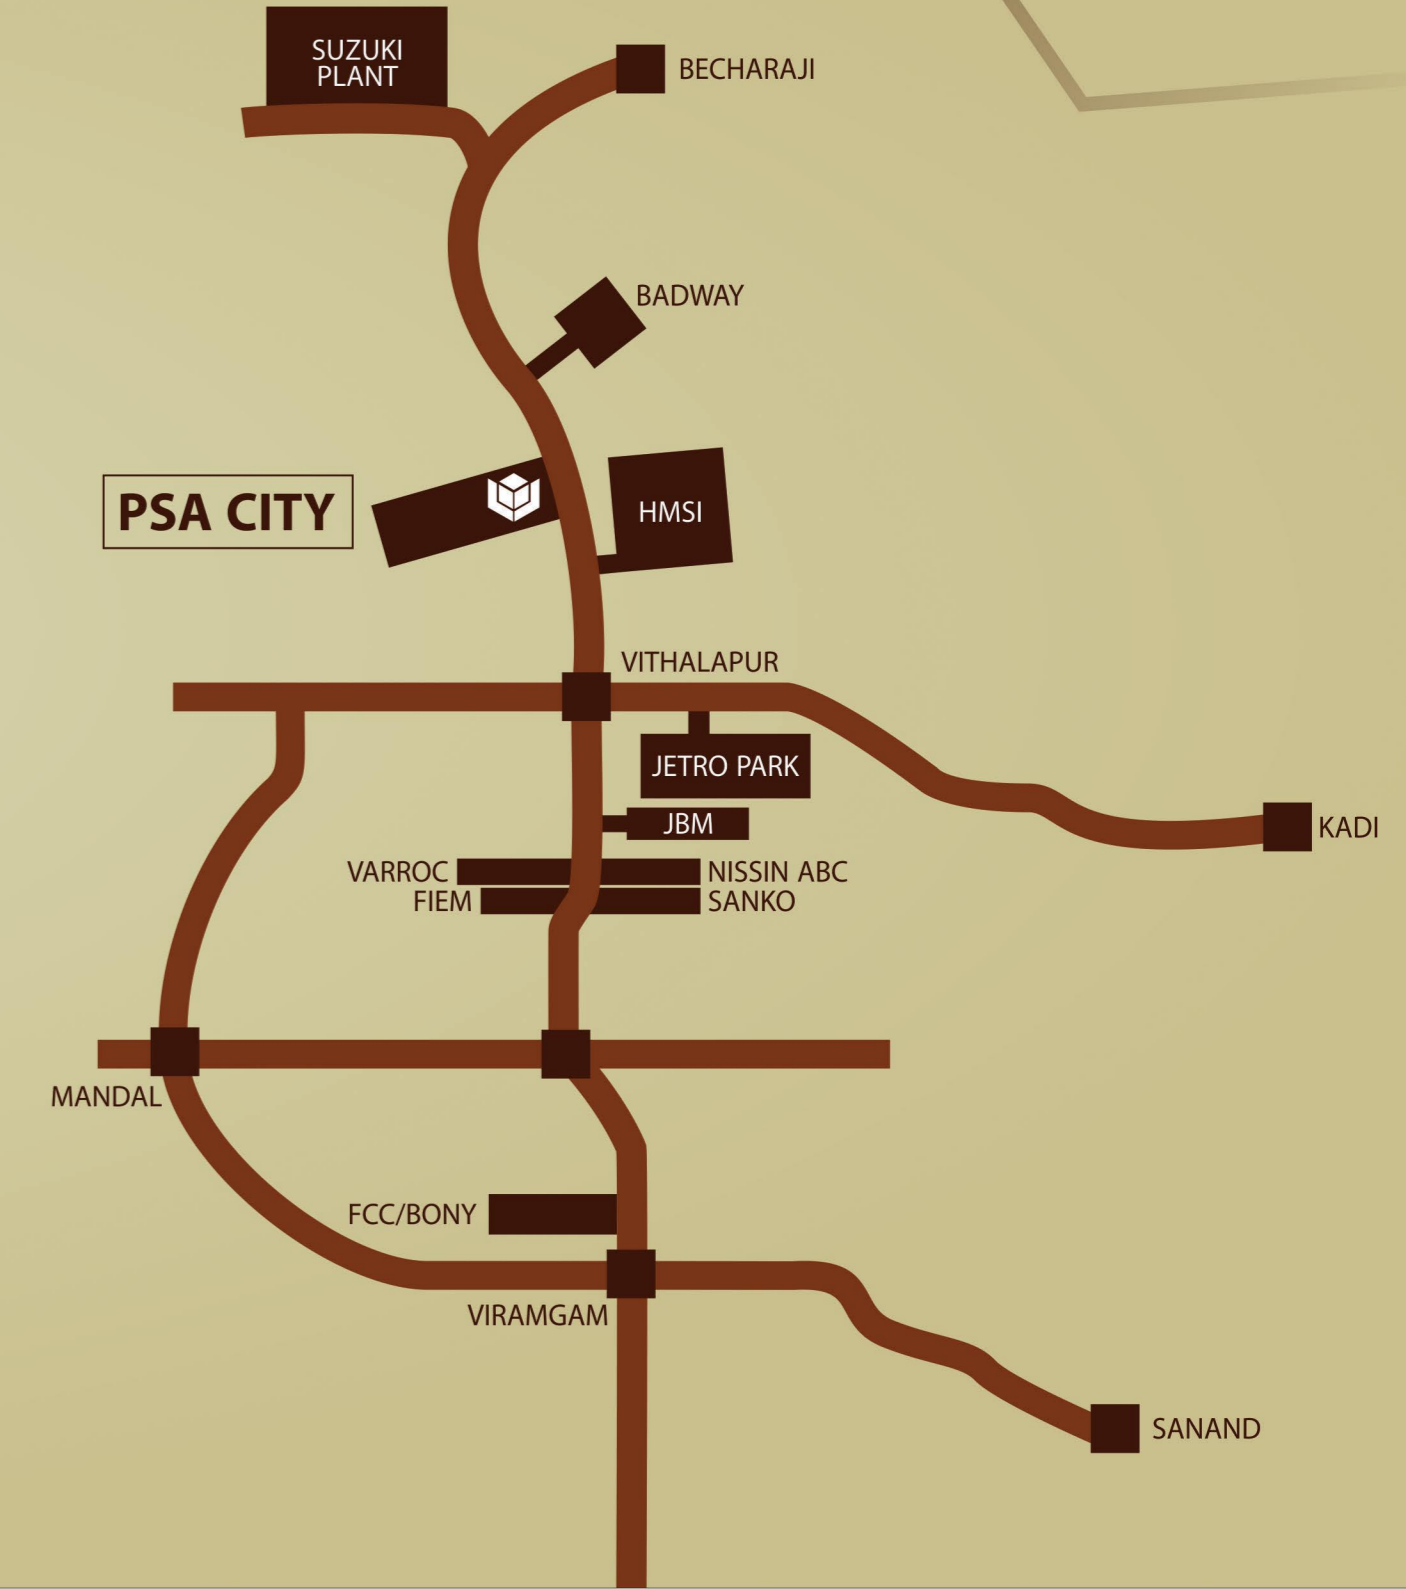 SUZUKI
PLANT
BECHARAJI
BADWAY
PSA CITY
HMSI
VITHALAPUR
JETRO PARK
JBM
KADI
VARROC
NISSIN ABC
FIEM
SANKO
MANDAL
FCC/BONY
VIRAMGAM
SANAND